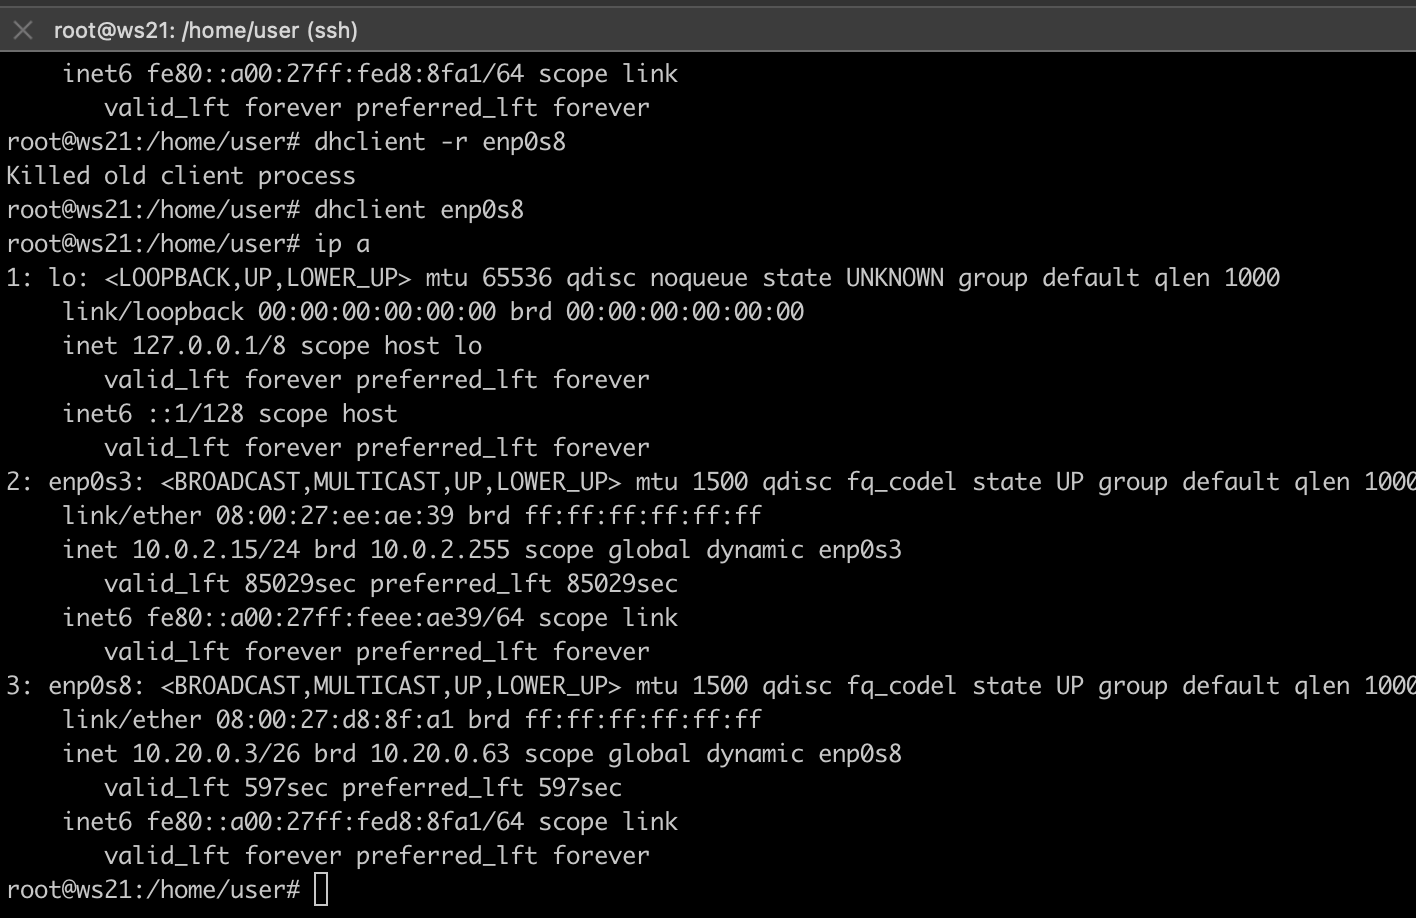 root@ws21: /home/user (ssh)
inet6 fe80::a00:27ff:fed8:8fa1/64 scope link
valid_lft forever preferred_lft forever
root@ws21:/home/user# dhclient -r enp0s8
Killed old client process
root@ws21:/home/user# dhclient enp0s8
root@ws21:/home/user# ip a
1: lo: <LOOPBACK,UP,LOWER_UP> mtu 65536 qdisc noqueue state UNKNOWN group default qlen 1000
link/loopback 00:00:00:00:00:00 brd 00:00:00:00:00:00
inet 127.0.0.1/8 scope host lo
valid_lft forever preferred_lft forever
inet6 ::1/128 scope host
valid_lft forever preferred_lft forever
2: enp0s3: <BROADCAST,MULTICAST,UP,LOWER_UP> mtu 1500 qdisc fq_codel state UP group default qlen 1000
link/ether 08:00:27:ee:ae:39 brd ff:ff:ff:ff:ff:ff
inet 10.0.2.15/24 brd 10.0.2.255 scope global dynamic enp0s3
valid_lft 85029sec preferred_lft 85029sec
inet6 fe80::a00:27ff:feee:ae39/64 scope link
valid_lft forever preferred_lft forever
3: enp0s8: <BROADCAST,MULTICAST,UP,LOWER_UP> mtu 1500 qdisc fq_codel state UP group default qlen 1000
link/ether 08:00:27:d8:8f:a1 brd ff:ff:ff:ff:ff:ff
inet 10.20.0.3/26 brd 10.20.0.63 scope global dynamic enp0s8
valid_lft 597sec preferred_lft 597sec
inet6 fe80::a00:27ff:fed8:8fa1/64 scope link
valid_lft forever preferred_lft forever
root@ws21:/home/user#